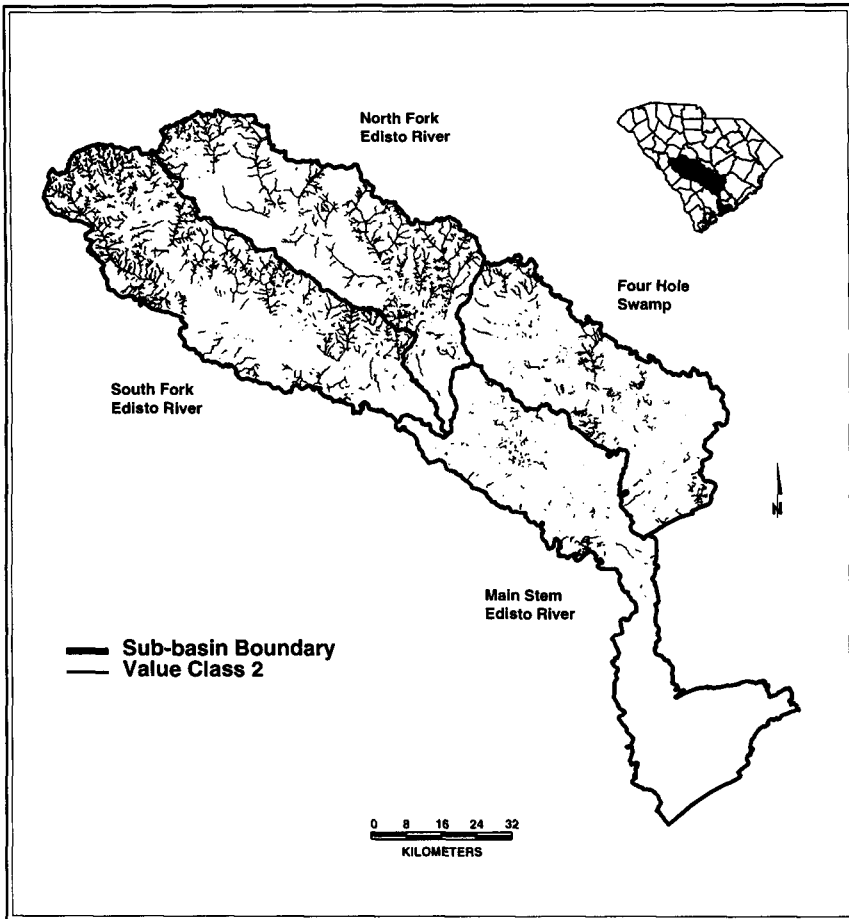 North Fork
Edisto River
Four Hole
Swamp
South Fork
Edisto River
N
Main Stem
Edisto River
Sub-basin Boundary
Value Class 2
0 8 16 24 32
KILOMETERS